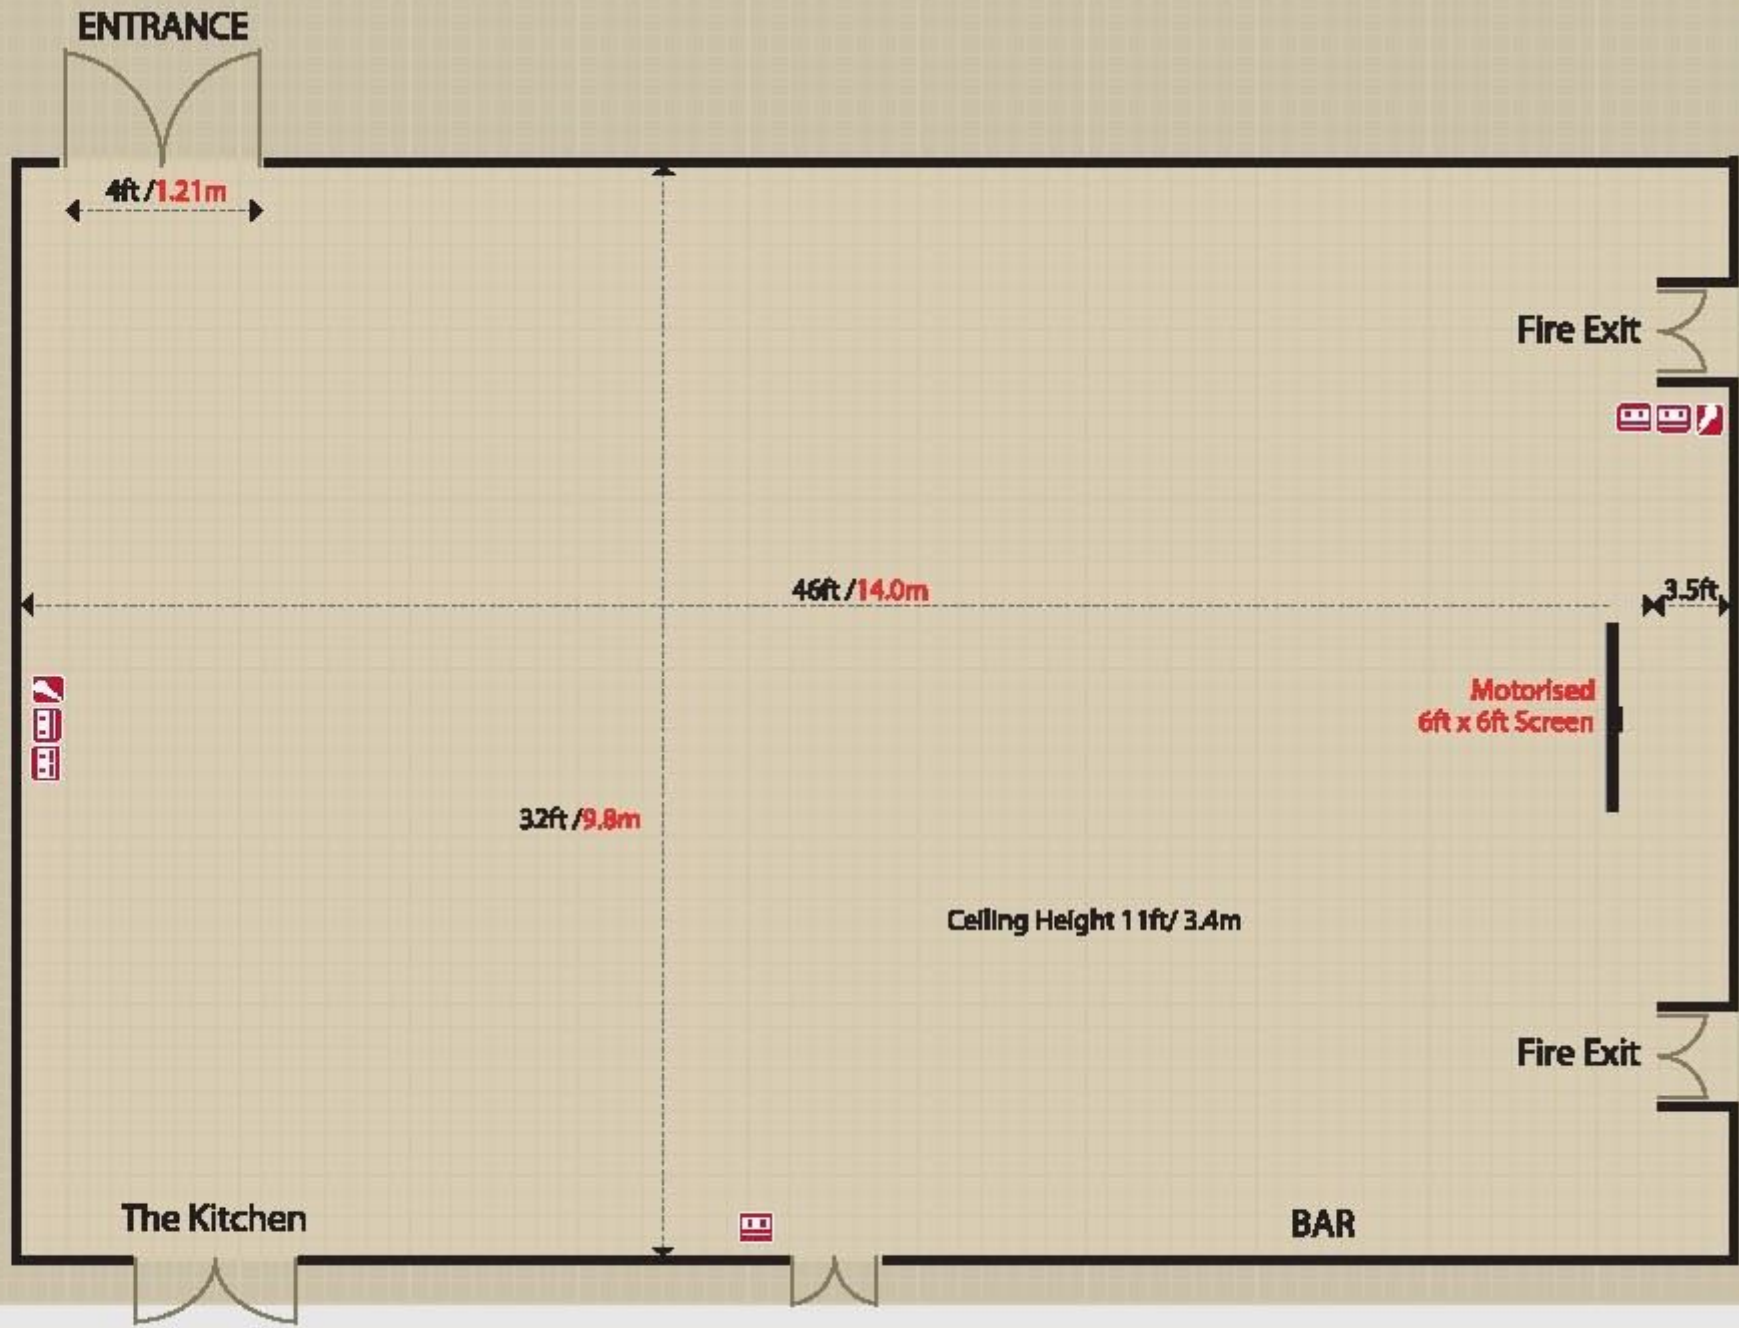 ENTRANCE
4ft /1.21m
Fire Exit
46ft /14.0m
3.5ft
Motorised
6ft x 6ft Screen
32ft /9.8m
Ceiling Height 11ft/ 3.4m
Fire Exit
The Kitchen
BAR